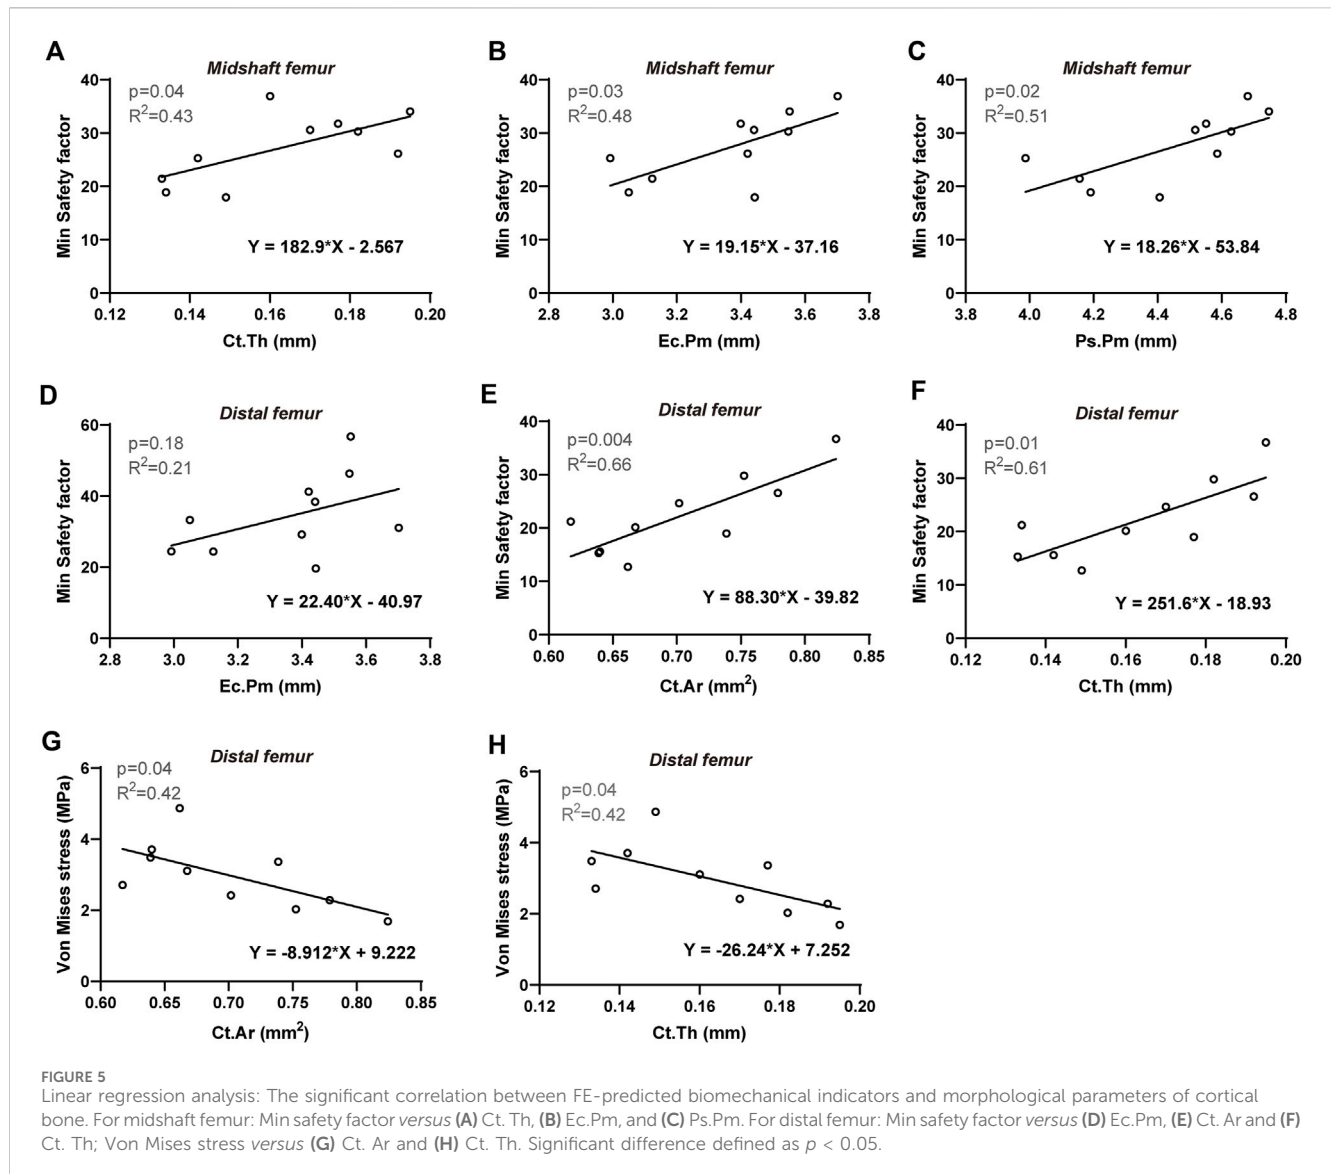 A
Midshaft femur
p=0.04
R²=0.43
Min Safety factor
40
30
20
10
0
Y = 182.9*X - 2.567
0.12 0.14 0.16 0.18 0.20
Ct.Th (mm)
B
Midshaft femur
p=0.03
R²=0.48
Min Safety factor
40
30
20
10
0
Y = 19.15*X - 37.16
2.8 3.0 3.2 3.4 3.6 3.8
Ec.Pm (mm)
C
Midshaft femur
p=0.02
R²=0.51
Min Safety factor
40
30
20
10
0
Y = 18.26*X - 53.84
3.8 4.0 4.2 4.4 4.6 4.8
Ps.Pm (mm)
D
Distal femur
p=0.18
R²=0.21
Min Safety factor
60
40
20
0
Y = 22.40*X - 40.97
2.8 3.0 3.2 3.4 3.6 3.8
Ec.Pm (mm)
E
Distal femur
p=0.004
R²=0.66
Min Safety factor
40
30
20
10
0
Y = 88.30*X - 39.82
0.60 0.65 0.70 0.75 0.80 0.85
Ct.Ar (mm²)
F
Distal femur
p=0.01
R²=0.61
Min Safety factor
40
30
20
10
0
Y = 251.6*X - 18.93
0.12 0.14 0.16 0.18 0.20
Ct.Th (mm)
G
Distal femur
p=0.04
R²=0.42
Von Mises stress (MPa)
6
4
2
0
Y = -8.912*X + 9.222
0.60 0.65 0.70 0.75 0.80 0.85
Ct.Ar (mm²)
H
Distal femur
p=0.04
R²=0.42
Von Mises stress (MPa)
6
4
2
0
Y = -26.24*X + 7.252
0.12 0.14 0.16 0.18 0.20
Ct.Th (mm)
FIGURE 5
Linear regression analysis: The significant correlation between FE-predicted biomechanical indicators and morphological parameters of cortical
bone. For midshaft femur: Min safety factor versus (A) Ct. Th, (B) Ec.Pm, and (C) Ps.Pm. For distal femur: Min safety factor versus (D) Ec.Pm, (E) Ct. Ar and (F)
Ct. Th; Von Mises stress versus (G) Ct. Ar and (H) Ct. Th. Significant difference defined as p < 0.05.